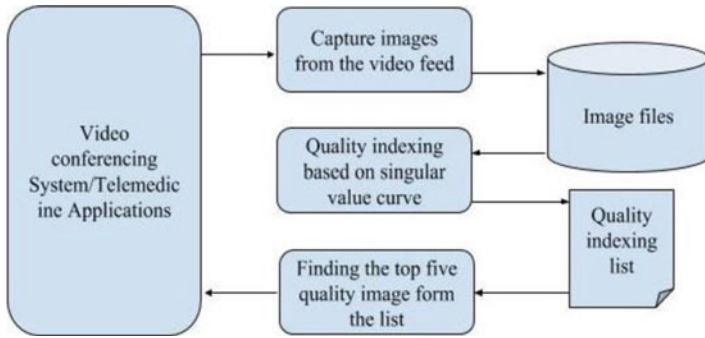 Video
conferencing
System/Telemedic
ine Applications
Capture images
from the video feed
Image files
Quality indexing
based on singular
value curve
Quality
indexing
list
Finding the top five
quality image form
the list